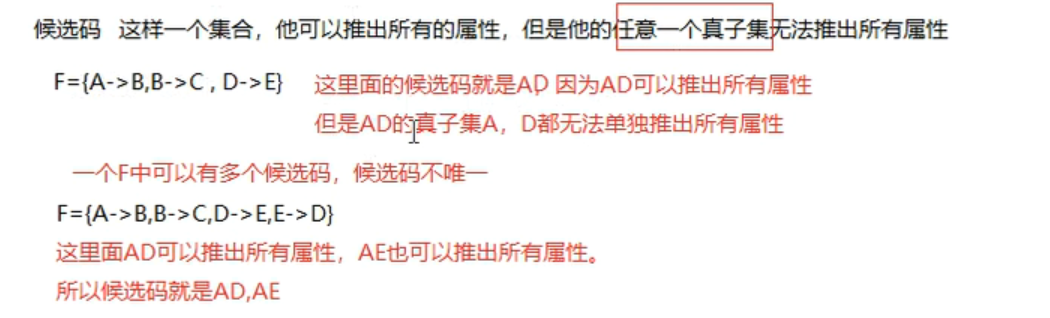 候选码 这样一个集合，他可以推出所有的属性，但是他的任意一个真子集无法推出所有属性
F={A->B,B->C , D->E} 这里面的候选码就是AD 因为AD可以推出所有属性
但是AD的真子集A，D都无法单独推出所有属性
一个F中可以有多个候选码，候选码不唯一
F={A->B,B->C,D->E,E->D}
这里面AD可以推出所有属性，AE也可以推出所有属性。
所以候选码就是AD,AE